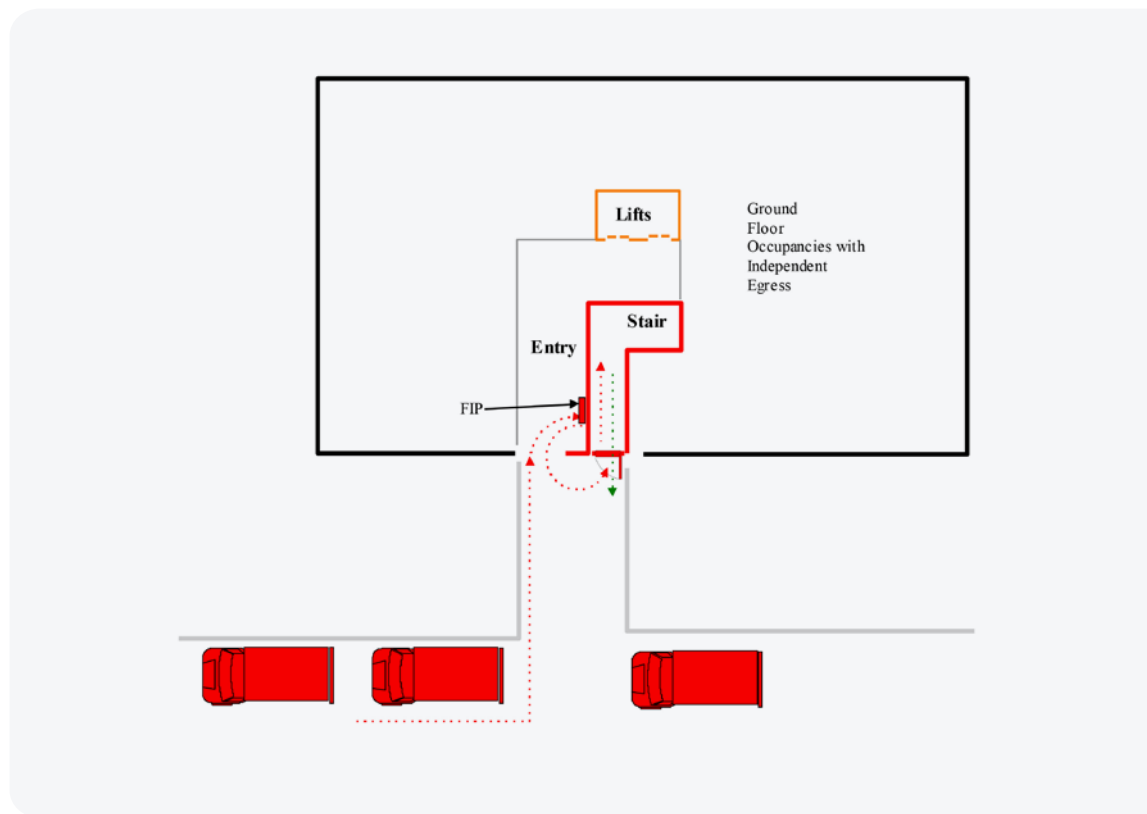 Lifts
Ground
Floor
Occupancies with
Independent
Egress
Stair
Entry
FIP